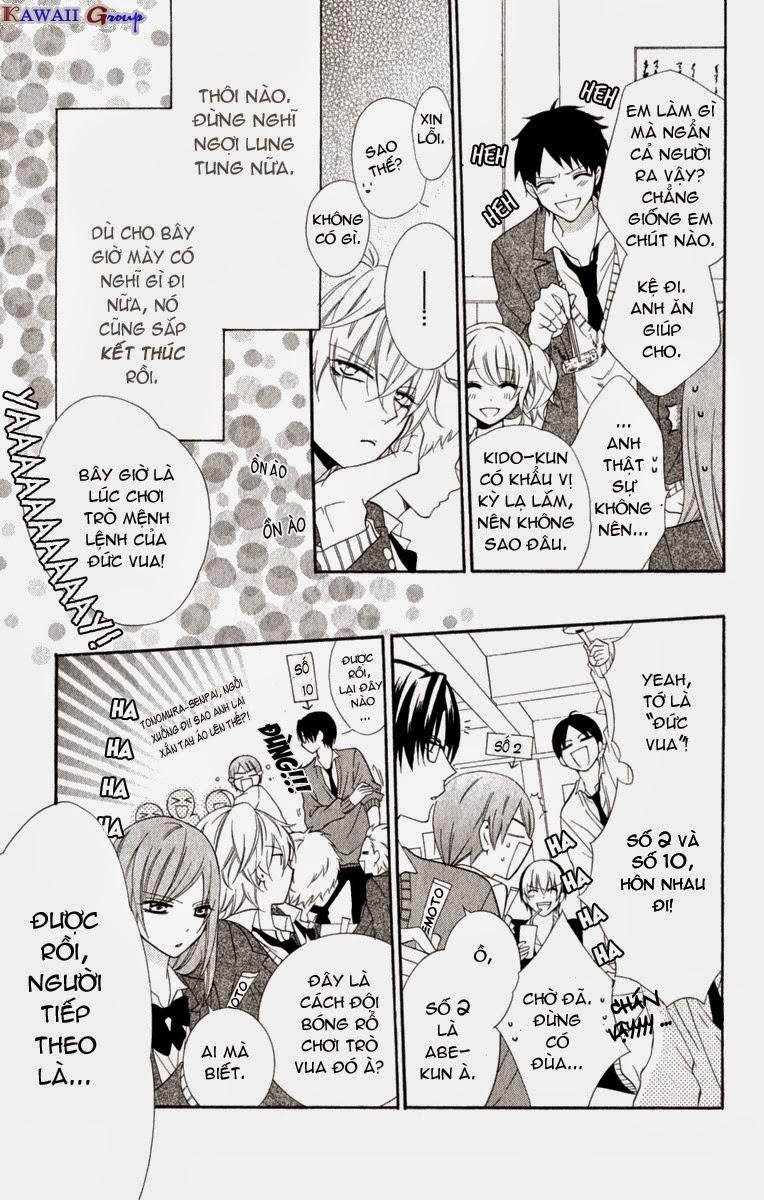 KAWAII Group
EM LÀM GÌ
MÀ NGẨN
CẢ NGƯỜI
RA VẬY?
CHẲNG
GIỐNG EM
CHÚT NÀO.
KỆ ĐI.
ANH ĂN
GIÚP
CHO.
HEH
HEH
HEH
...
ANH
THẬT
SỰ
KHÔNG
NÊN...
KIDO-KUN
CÓ KHẨU VỊ
KỲ LẠ LẮM,
NÊN KHÔNG
SAO ĐÂU.
XIN
LỖI.
SAO
THẾ?
KHÔNG
CÓ GÌ.
......
THÔI NÀO.
ĐỪNG NGHĨ
NGỢI LUNG
TUNG NỮA.
DÙ CHO BÂY
GIỜ MÀY CÓ
NGHĨ GÌ ĐI
NỮA, NÓ
CŨNG SẮP
KẾT THÚC
RỒI.
ỒN ÀO
ỒN ÀO
BÂY GIỜ LÀ
LÚC CHƠI
TRÒ MỆNH
LỆNH CỦA
ĐỨC VUA!
YAAAAAAAAAAY!
YEAH,
TỚ LÀ
"ĐỨC
VUA"!
SỐ 2 VÀ
SỐ 10,
HÔN NHAU
ĐI!
SỐ 2
HA
HA
HA
HA
CHÁN
VẬYYYY...
CHỜ ĐÃ.
ĐỪNG
CÓ
ĐÙA...
EMOTO
Ồ,
SỐ 2
LÀ
ABE-
KUN À.
ĐƯỢC
RỒI,
LẠI ĐÂY
NÀO
...
SỐ
10
TONOMURA-SENPAI, NGỒI
XUỐNG ĐI! SAO ANH LẠI
XẮN TAY ÁO LÊN THẾ?!
ĐỪNG!!!
HA
HA
HA
HA
ĐÂY LÀ
CÁCH ĐỘI
BÓNG RỔ
CHƠI TRÒ
VUA ĐÓ À?
MOTO
AI MÀ
BIẾT.
ĐƯỢC
RỒI,
NGƯỜI
TIẾP
THEO
LÀ...